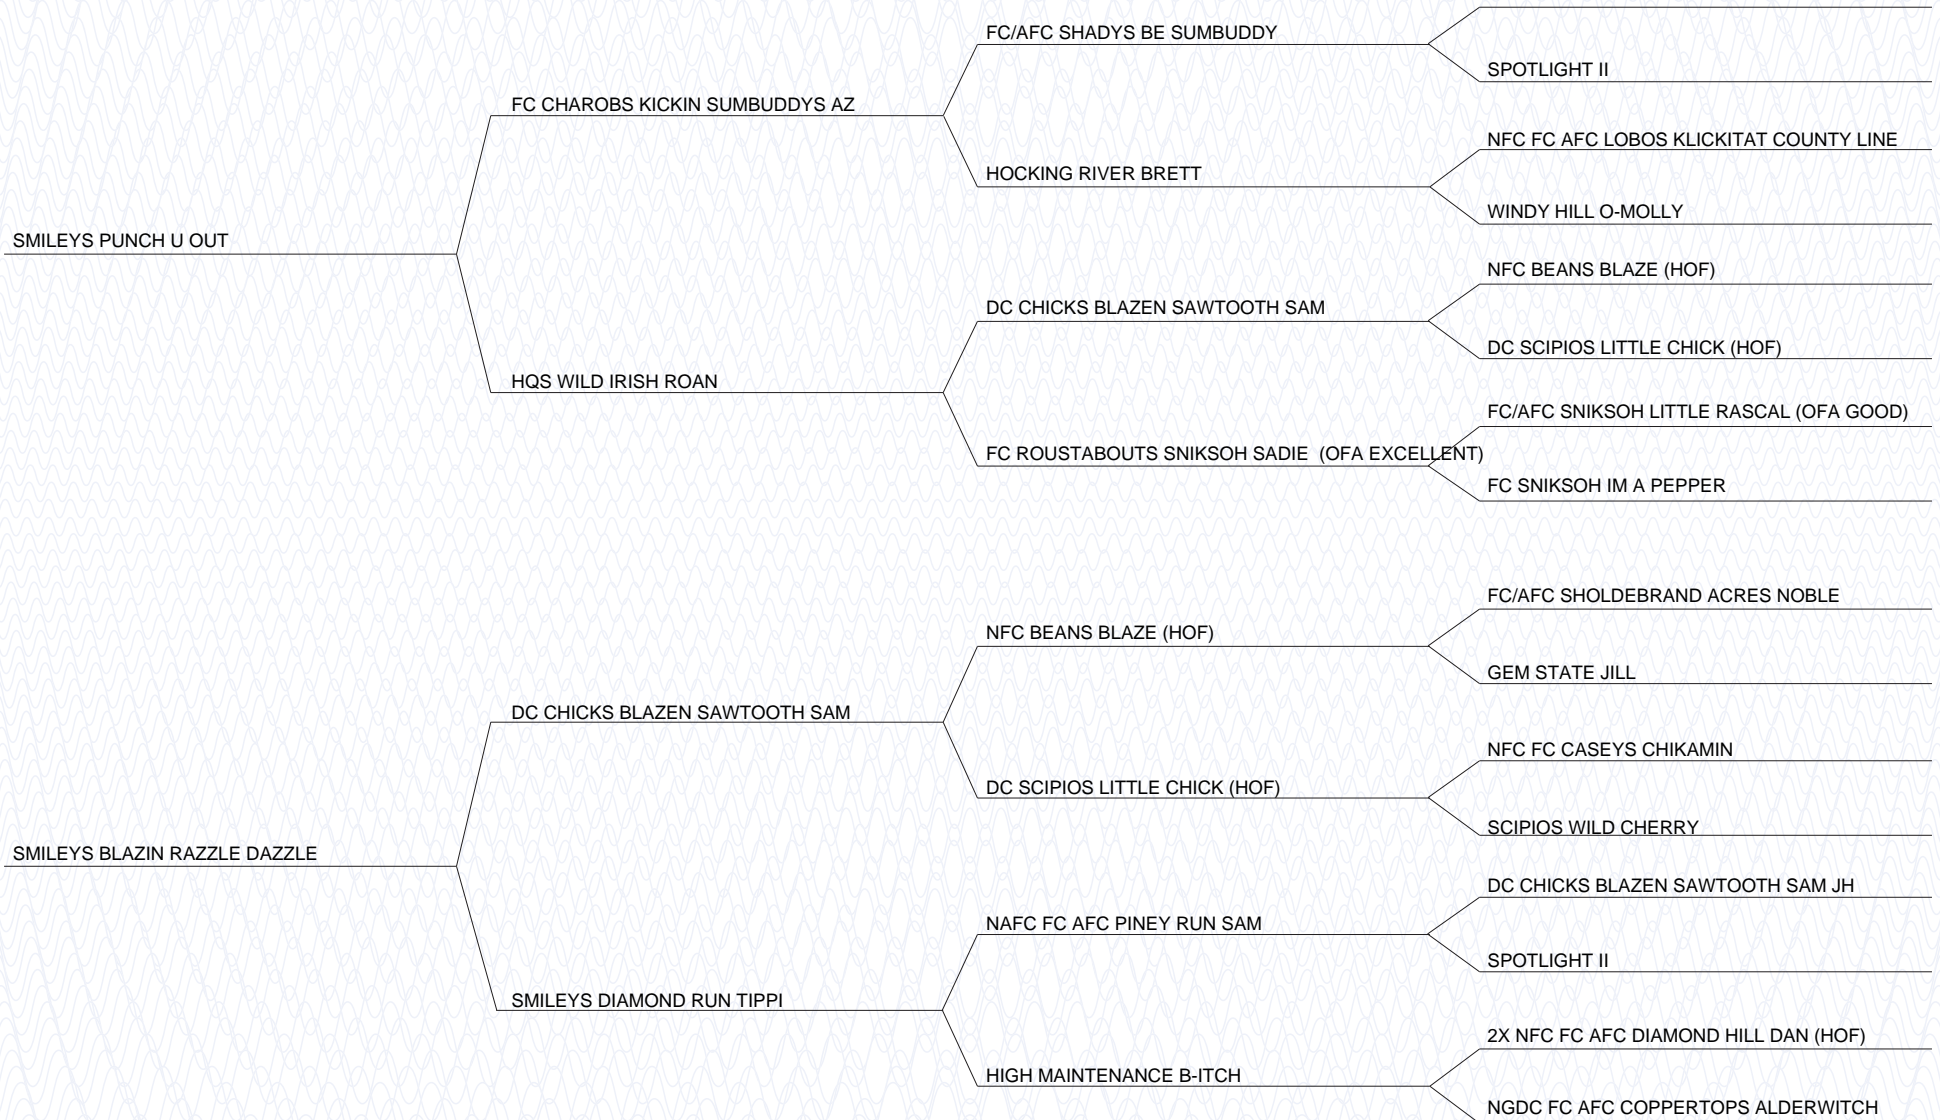 FC/AFC SHADYS BE SUMBUDDY
SPOTLIGHT II
FC CHAROBS KICKIN SUMBUDDYS AZ
NFC FC AFC LOBOS KLICKITAT COUNTY LINE
HOCKING RIVER BRETT
WINDY HILL O-MOLLY
SMILEYS PUNCH U OUT
NFC BEANS BLAZE (HOF)
DC CHICKS BLAZEN SAWTOOTH SAM
DC SCIPIOS LITTLE CHICK (HOF)
HQS WILD IRISH ROAN
FC/AFC SNIKSOH LITTLE RASCAL (OFA GOOD)
FC ROUSTABOUTS SNIKSOH SADIE (OFA EXCELLENT)
FC SNIKSOH IM A PEPPER
FC/AFC SHOLDEBRAND ACRES NOBLE
NFC BEANS BLAZE (HOF)
GEM STATE JILL
DC CHICKS BLAZEN SAWTOOTH SAM
NFC FC CASEYS CHIKAMIN
DC SCIPIOS LITTLE CHICK (HOF)
SCIPIOS WILD CHERRY
SMILEYS BLAZIN RAZZLE DAZZLE
DC CHICKS BLAZEN SAWTOOTH SAM JH
NAFC FC AFC PINEY RUN SAM
SPOTLIGHT II
SMILEYS DIAMOND RUN TIPPI
2X NFC FC AFC DIAMOND HILL DAN (HOF)
HIGH MAINTENANCE B-ITCH
NGDC FC AFC COPPERTOPS ALDERWITCH